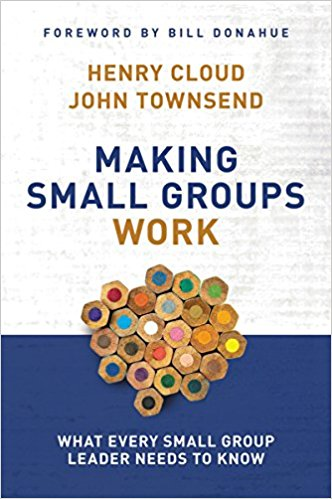 FOREWORD BY BILL DONAHUE
HENRY CLOUD
JOHN TOWNSEND
MAKING
SMALL GROUPS
WORK
WHAT EVERY SMALL GROUP
LEADER NEEDS TO KNOW